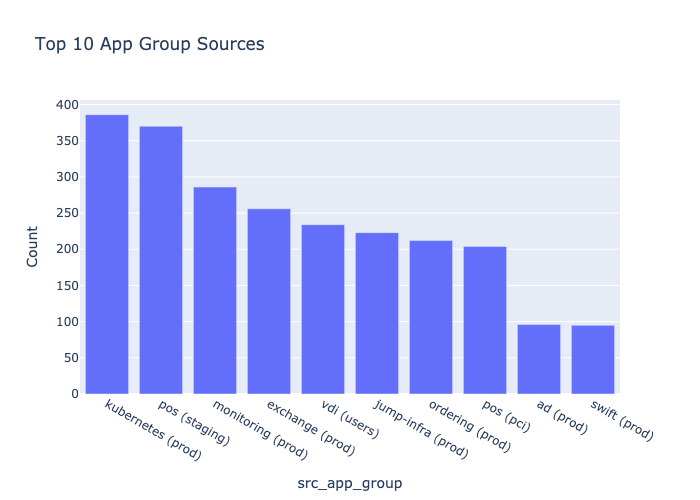 Top 10 App Group Sources
Count
400
350
300
250
200
150
100
50
0
kubernetes (prod)
pos (staging)
monitoring (prod)
exchange (prod)
vdi (users)
jump-infra (prod)
ordering (prod)
pos (pci)
ad (prod)
swift (prod)
src_app_group